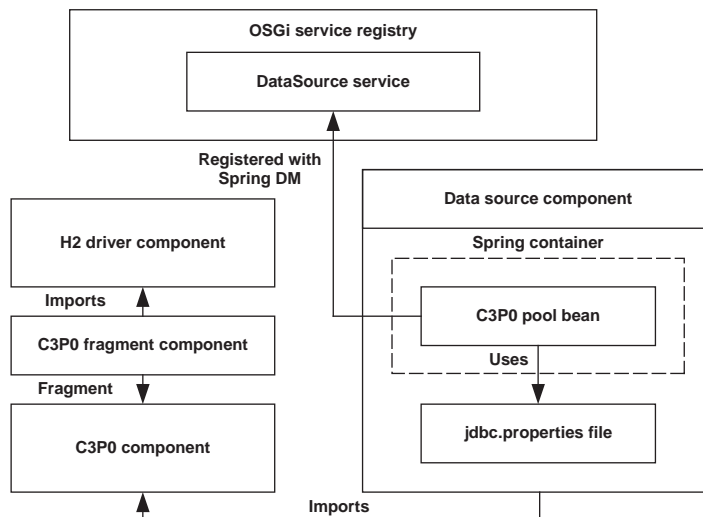 OSGi service registry
DataSource service
Registered with
Spring DM
Data source component
H2 driver component
Spring container
Imports
C3P0 pool bean
C3P0 fragment component
Uses
Fragment
C3P0 component
jdbc.properties file
Imports